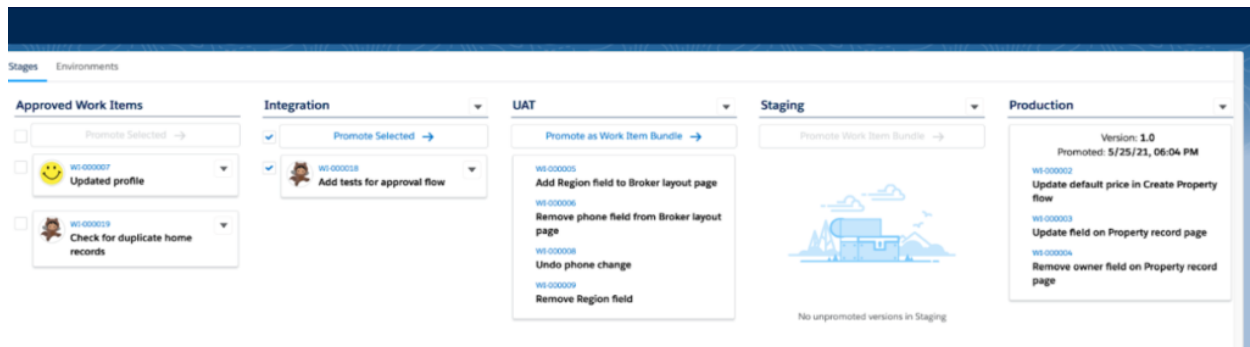 Stages Environments
Approved Work Items
Promote Selected →
WI-000007
Updated profile
WI-000019
Check for duplicate home
records
Integration
Promote Selected →
WI-000018
Add tests for approval flow
UAT
Promote as Work Item Bundle →
WI-000005
Add Region field to Broker layout page
WI-000006
Remove phone field from Broker layout
page
WI-000008
Undo phone change
WI-000009
Remove Region field
Staging
Promote Work Item Bundle →
No unpromoted versions in Staging
Production
Version: 1.0
Promoted: 5/25/21, 06:04 PM
WI-000002
Update default price in Create Property
flow
WI-000003
Update field on Property record page
WI-000004
Remove owner field on Property record
page